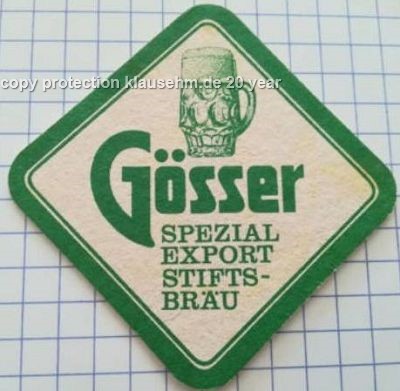 copy protection klausehm.de 20 year
Gösser
SPEZIAL
EXPORT
STIFTS-
BRÄU